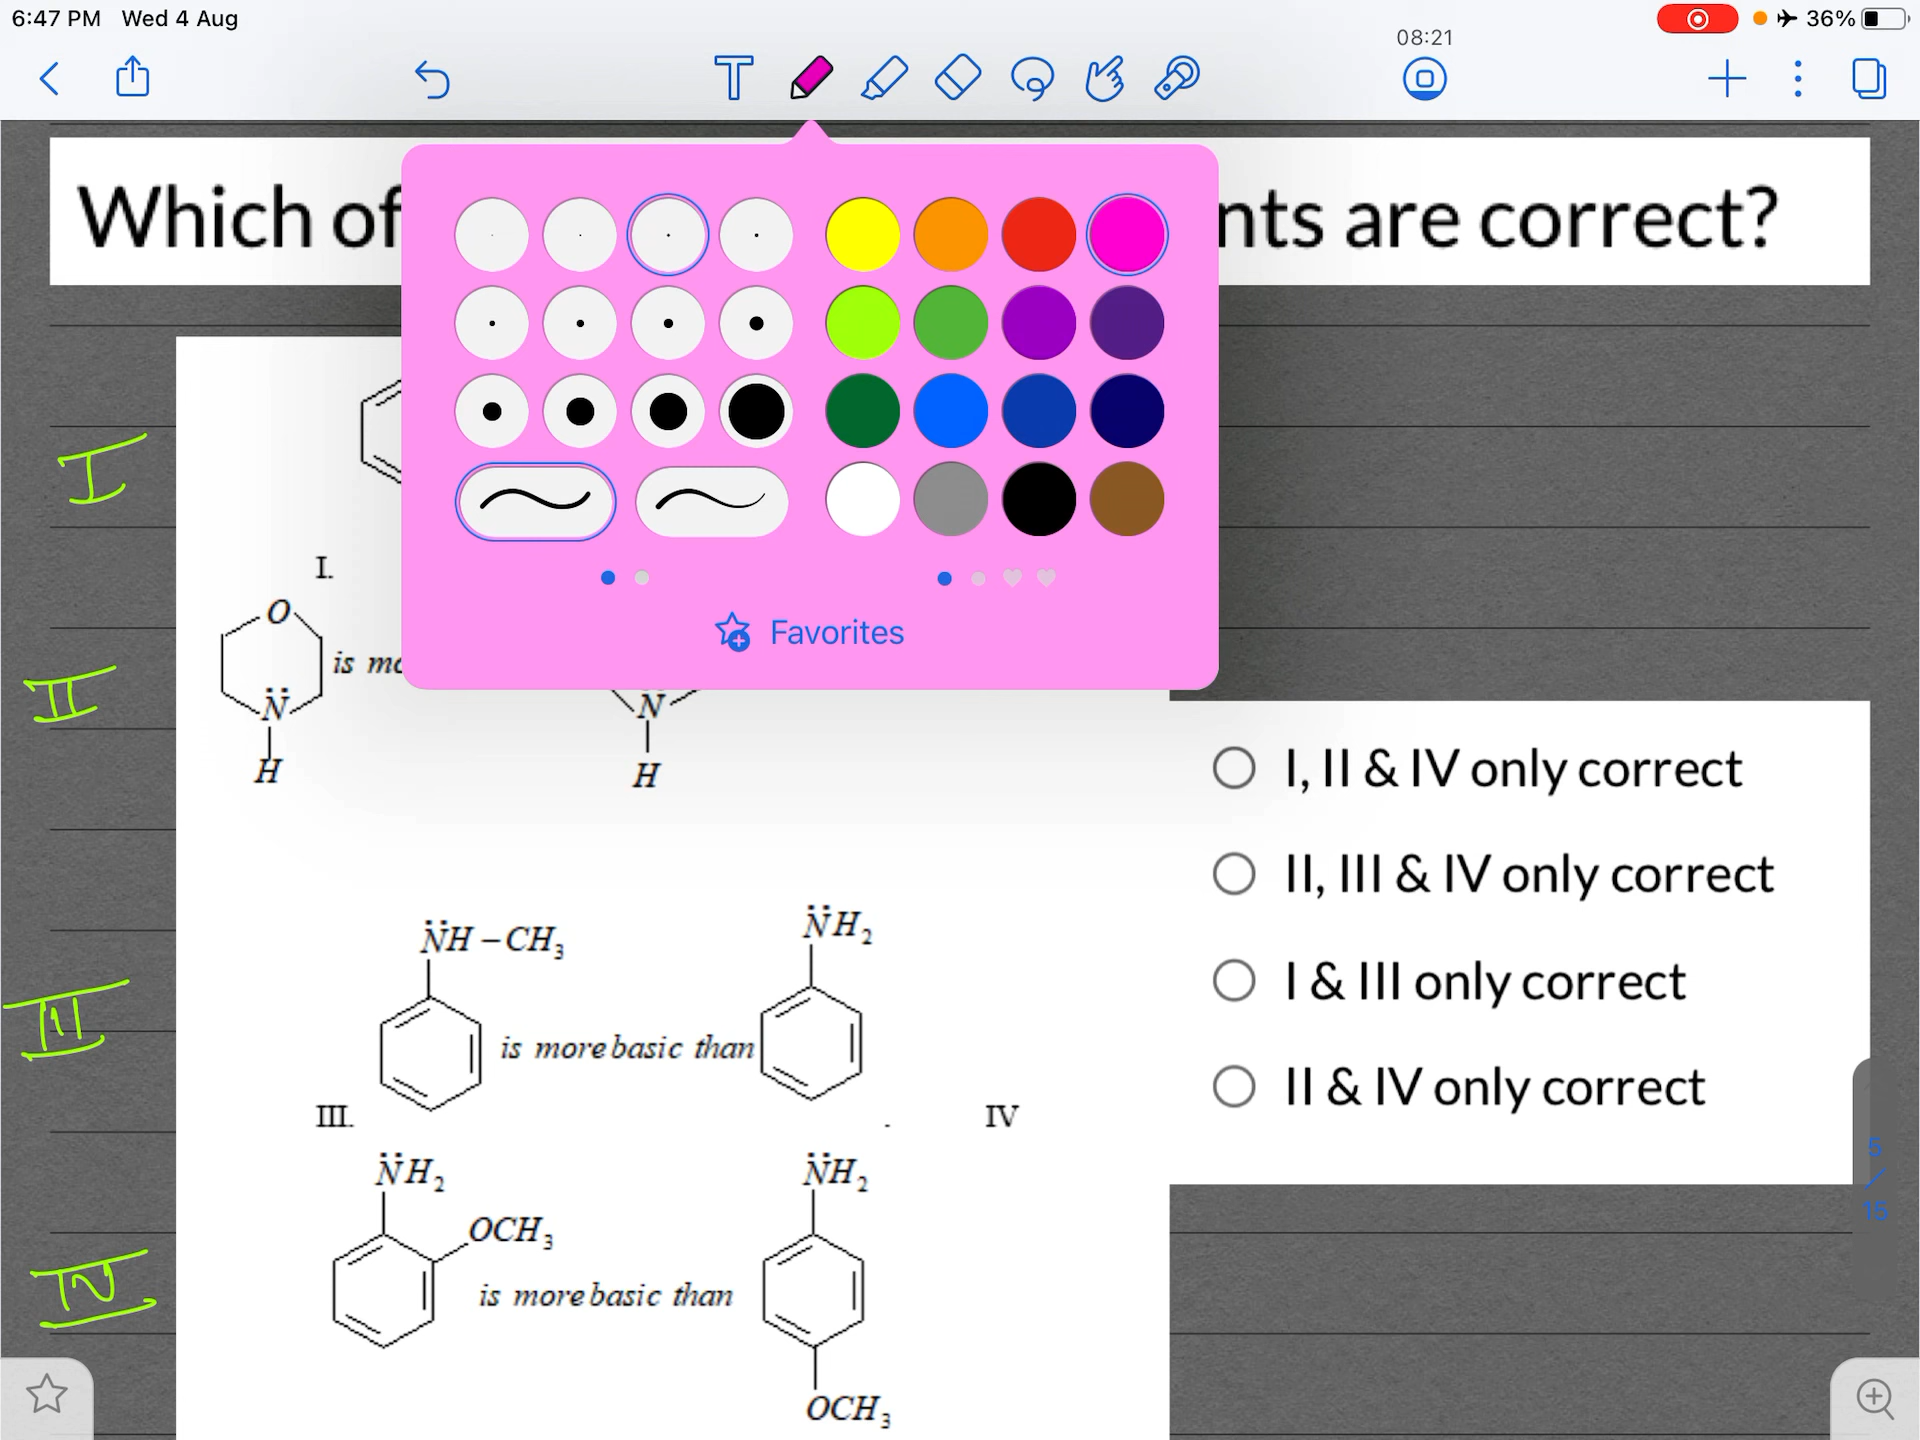 6:47 PM Wed 4 Aug
36%
08:21
T
Which of
nts are correct?
I
I.
O
is mo
N
H
N
H
II
Favorites
I, II & IV only correct
II, III & IV only correct
I & III only correct
II & IV only correct
III
NH – CH3
is more basic than
NH2
III.
.
IV
IV
NH2
OCH3
is more basic than
NH2
OCH3
5
/
15